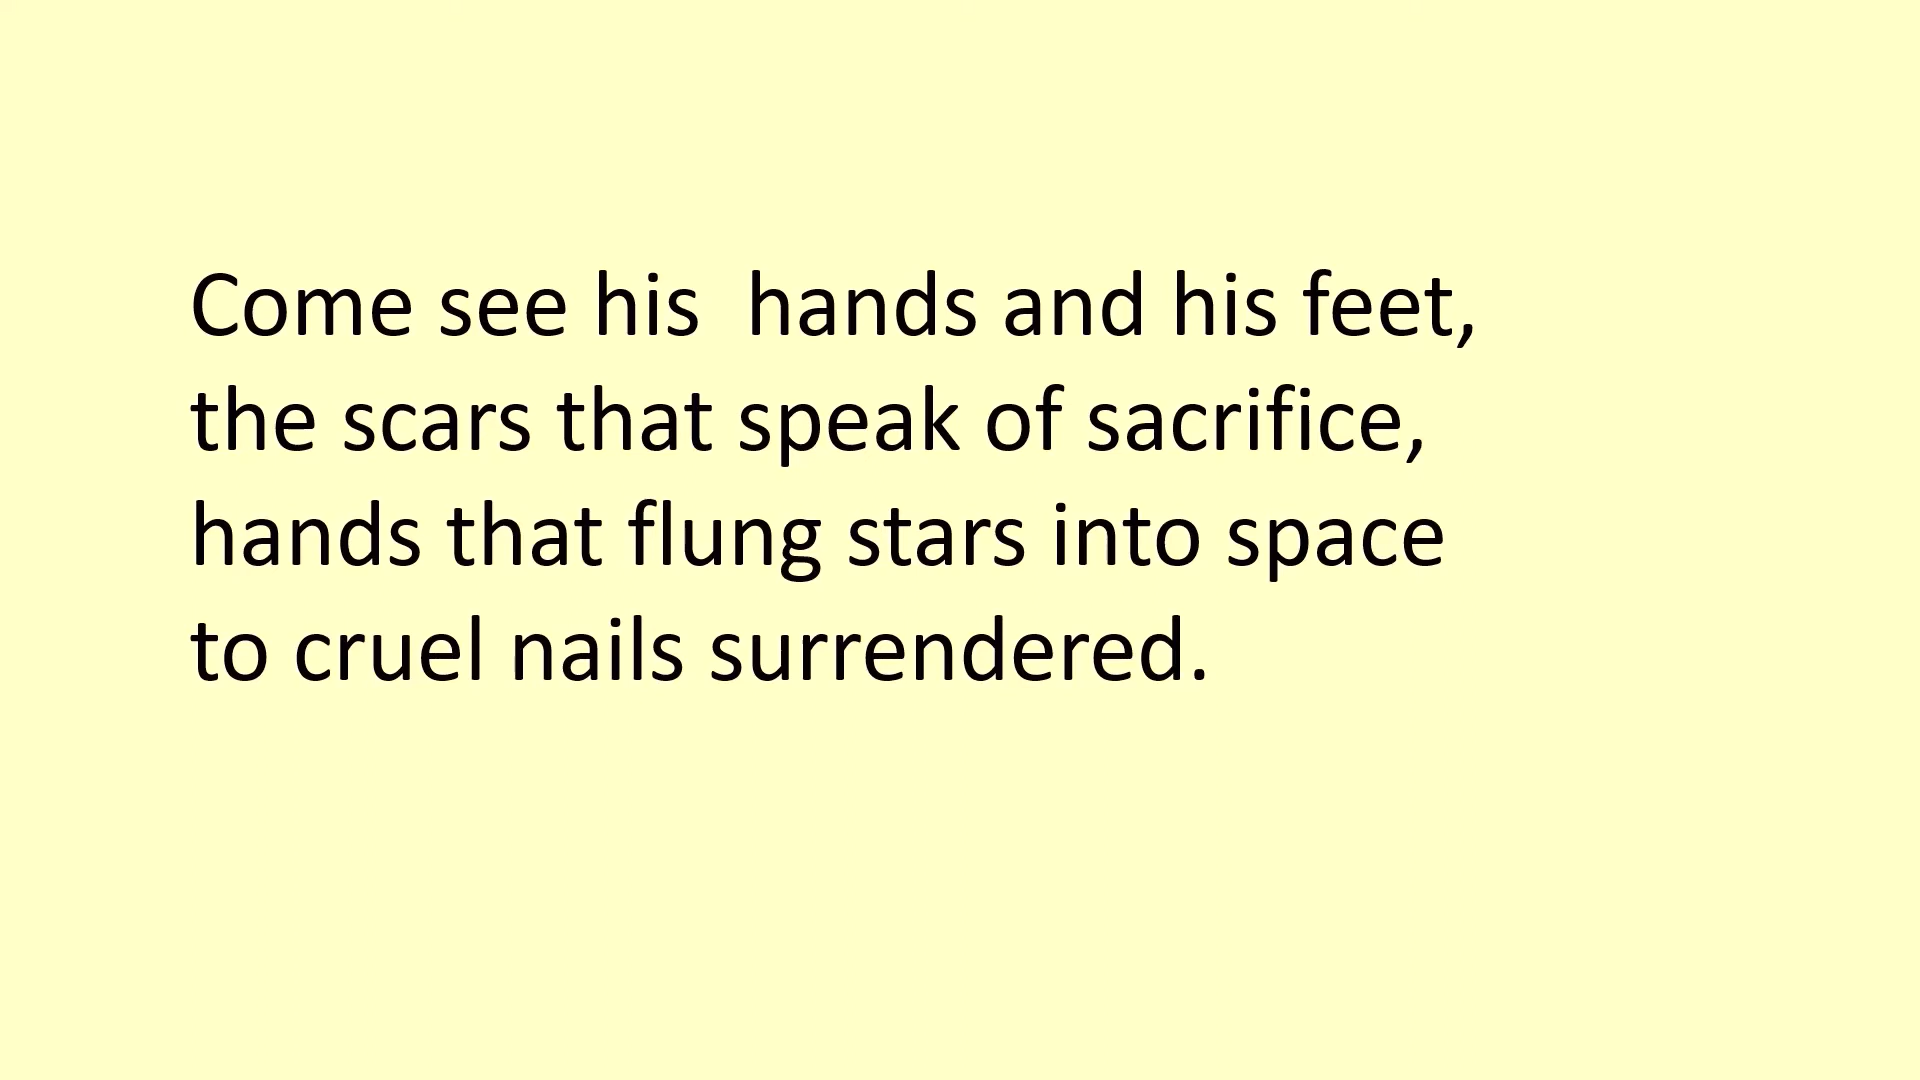 Come see his  hands and his feet,
the scars that speak of sacrifice,
hands that flung stars into space
to cruel nails surrendered.